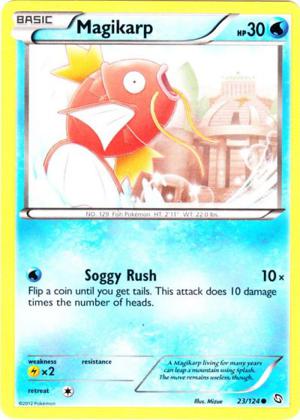 BASIC
Magikarp
HP30
NO. 129 Fish Pokémon HT. 2'11" WT. 22.0 lbs.
Soggy Rush 10×
Flip a coin until you get tails. This attack does 10 damage
times the number of heads.
weakness resistance
×2
A Magikarp living for many years
can leap a mountain using Splash.
The move remains useless, though.
retreat
©2012 Pokémon
Illus. Mizue 23/124